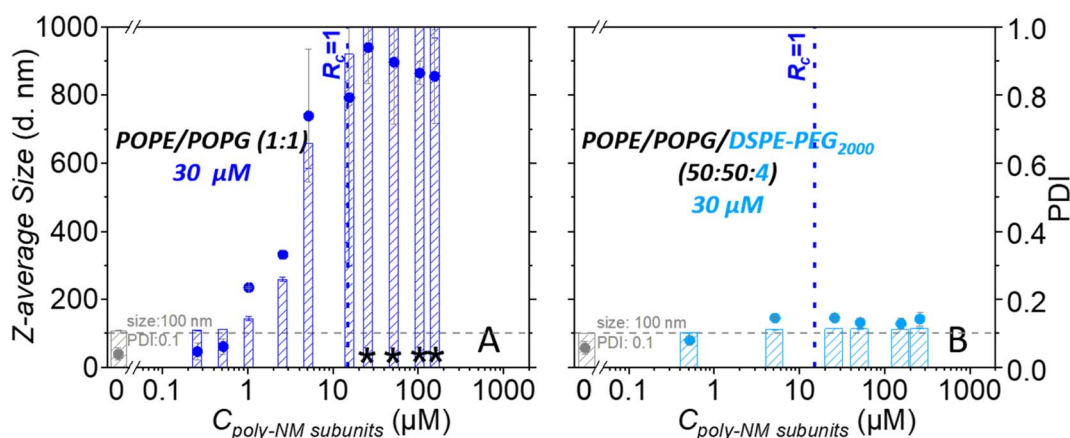 Z-average Size (d. nm)
1000
800
600
400
200
0
R_c=1
POPE/POPG (1:1)
30 μM
size:100 nm
PDI:0.1
* * * *
A
0 0.1 1 10 100 1000
C_poly-NM subunits (μM)
R_c=1
POPE/POPG/DSPE-PEG_2000
(50:50:4)
30 μM
size: 100 nm
PDI: 0.1
B
0 0.1 1 10 100 1000
C_poly-NM subunits (μM)
1.0
0.8
0.6
0.4
0.2
0.0
PDI